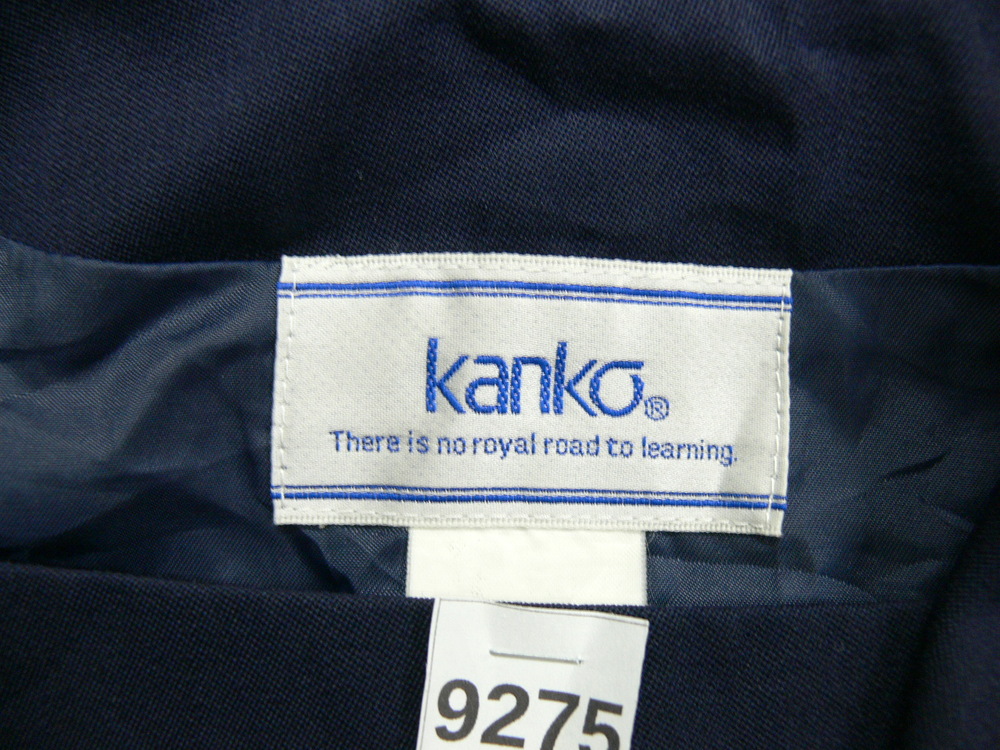 kanko®
There is no royal road to learning.
9275